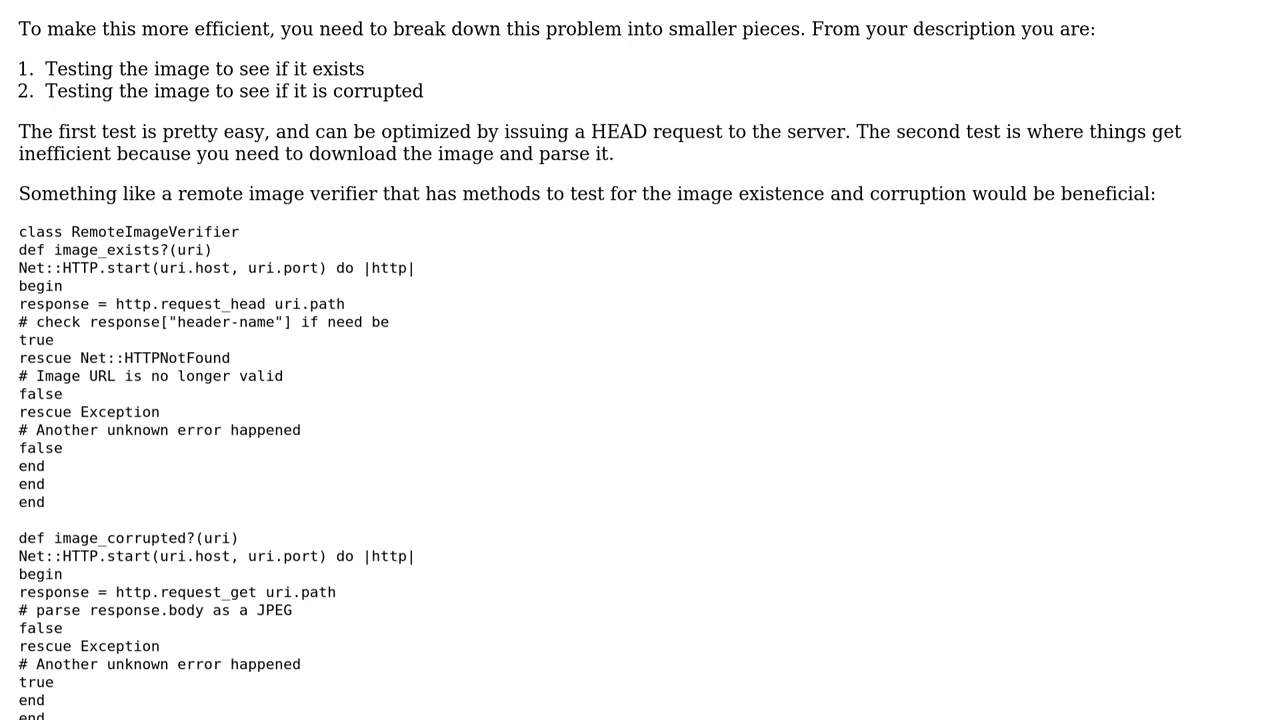 To make this more efficient, you need to break down this problem into smaller pieces. From your description you are:
1. Testing the image to see if it exists
2. Testing the image to see if it is corrupted
The first test is pretty easy, and can be optimized by issuing a HEAD request to the server. The second test is where things get
inefficient because you need to download the image and parse it.
Something like a remote image verifier that has methods to test for the image existence and corruption would be beneficial:
class RemoteImageVerifier
def image_exists?(uri)
Net::HTTP.start(uri.host, uri.port) do |http|
begin
response = http.request_head uri.path
# check response["header-name"] if need be
true
rescue Net::HTTPNotFound
# Image URL is no longer valid
false
rescue Exception
# Another unknown error happened
false
end
end
end
def image_corrupted?(uri)
Net::HTTP.start(uri.host, uri.port) do |http|
begin
response = http.request_get uri.path
# parse response.body as a JPEG
false
rescue Exception
# Another unknown error happened
true
end
end